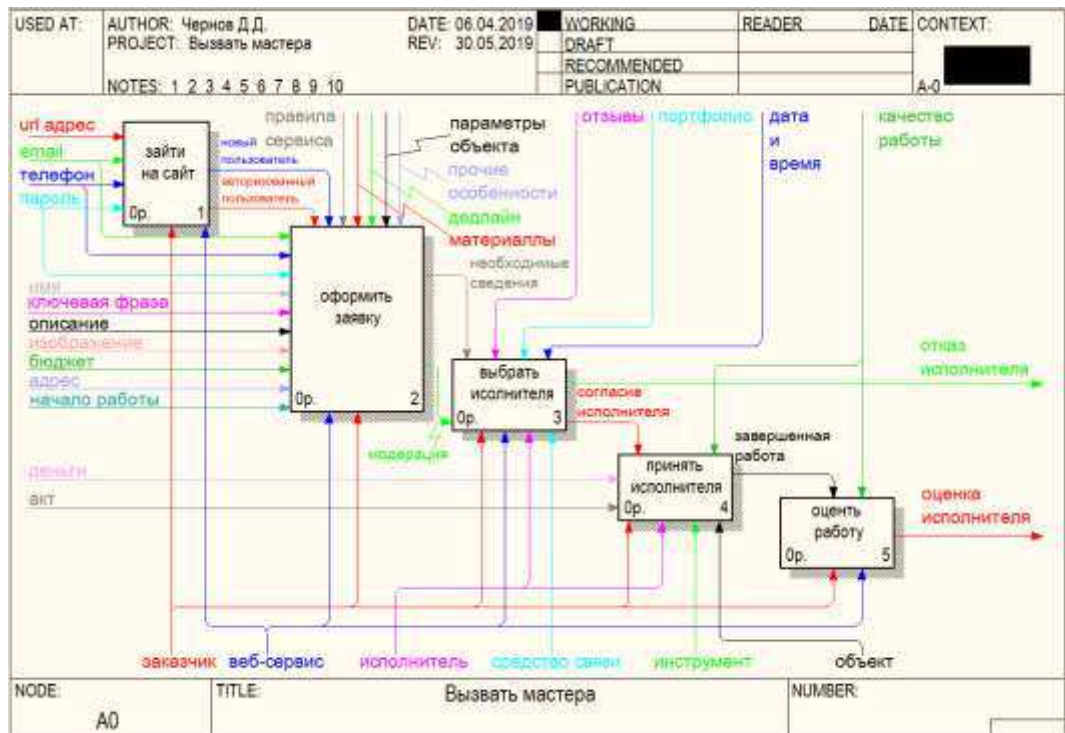 USED AT:
AUTHOR: Чернов Д.Д.
DATE: 06.04.2019
PROJECT: Вызвать мастера
REV: 30.05.2019
NOTES: 1 2 3 4 5 6 7 8 9 10
WORKING
DRAFT
RECOMMENDED
PUBLICATION
READER
DATE
CONTEXT:
A-0
url адрес
email
телефон
пароль
зайти
на сайт
0р.
1
новый
пользователь
авторизованный
пользователь
правила
сервиса
параметры
объекта
прочие
особенности
дедлайн
материаллы
необходимые
сведения
отзывы
портфолио
дата
и
время
качество
работы
имя
ключевая фраза
описание
изображение
бюджет
адрес
начало работы
оформить
заявку
0р.
2
модерация
выбрать
исолнителя
0р.
3
отказ
исполнителя
согласие
исполнителя
деньги
акт
принять
исполнителя
0р.
4
завершенная
работа
оценть
работу
0р.
5
оценка
исполнителя
заказчик
веб-сервис
исполнитель
средство связи
инструмент
объект
NODE:
A0
TITLE:
Вызвать мастера
NUMBER: